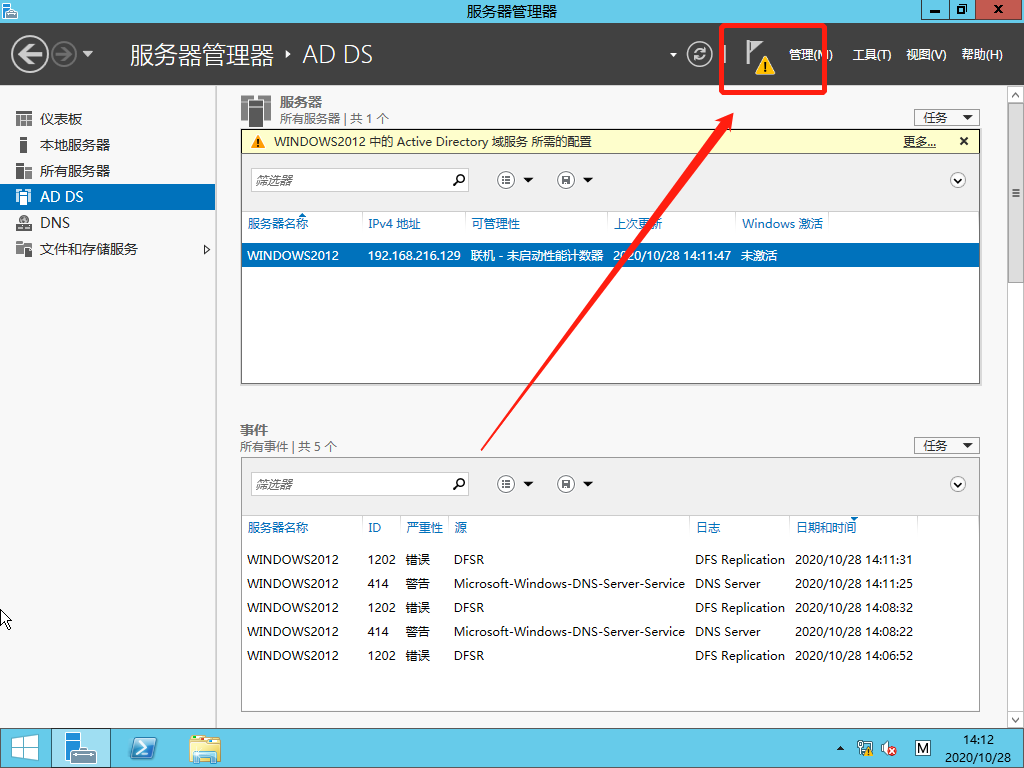 服务器管理器
服务器管理器 ‣ AD DS
管理(M) 工具(T) 视图(V) 帮助(H)
仪表板
本地服务器
所有服务器
AD DS
DNS
文件和存储服务
服务器
所有服务器 | 共 1 个
任务
WINDOWS2012 中的 Active Directory 域服务 所需的配置 更多...
筛选器
服务器名称 IPv4 地址 可管理性 上次更新 Windows 激活
WINDOWS2012 192.168.216.129 联机 - 未启动性能计数器 2020/10/28 14:11:47 未激活
事件
所有事件 | 共 5 个
任务
筛选器
服务器名称 ID 严重性 源 日志 日期和时间
WINDOWS2012 1202 错误 DFSR DFS Replication 2020/10/28 14:11:31
WINDOWS2012 414 警告 Microsoft-Windows-DNS-Server-Service DNS Server 2020/10/28 14:11:25
WINDOWS2012 1202 错误 DFSR DFS Replication 2020/10/28 14:08:32
WINDOWS2012 414 警告 Microsoft-Windows-DNS-Server-Service DNS Server 2020/10/28 14:08:22
WINDOWS2012 1202 错误 DFSR DFS Replication 2020/10/28 14:06:52
M
14:12
2020/10/28